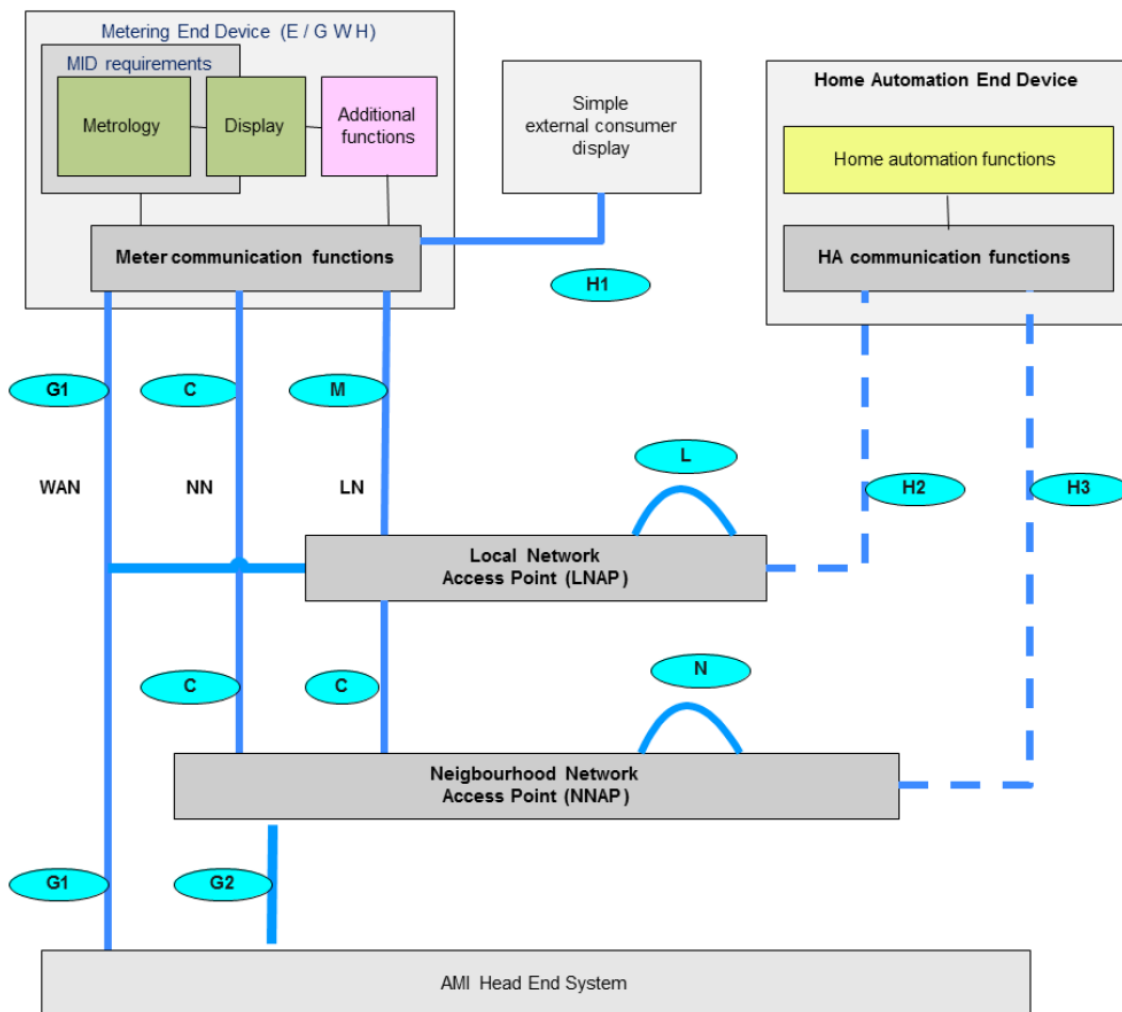 Metering End Device (E / G W H)
MID requirements
Metrology
Display
Additional
functions
Meter communication functions
Simple
external consumer
display
Home Automation End Device
Home automation functions
HA communication functions
H1
G1
C
M
WAN
NN
LN
L
H2
H3
Local Network
Access Point (LNAP)
C
C
N
Neigbourhood Network
Access Point (NNAP)
G1
G2
AMI Head End System